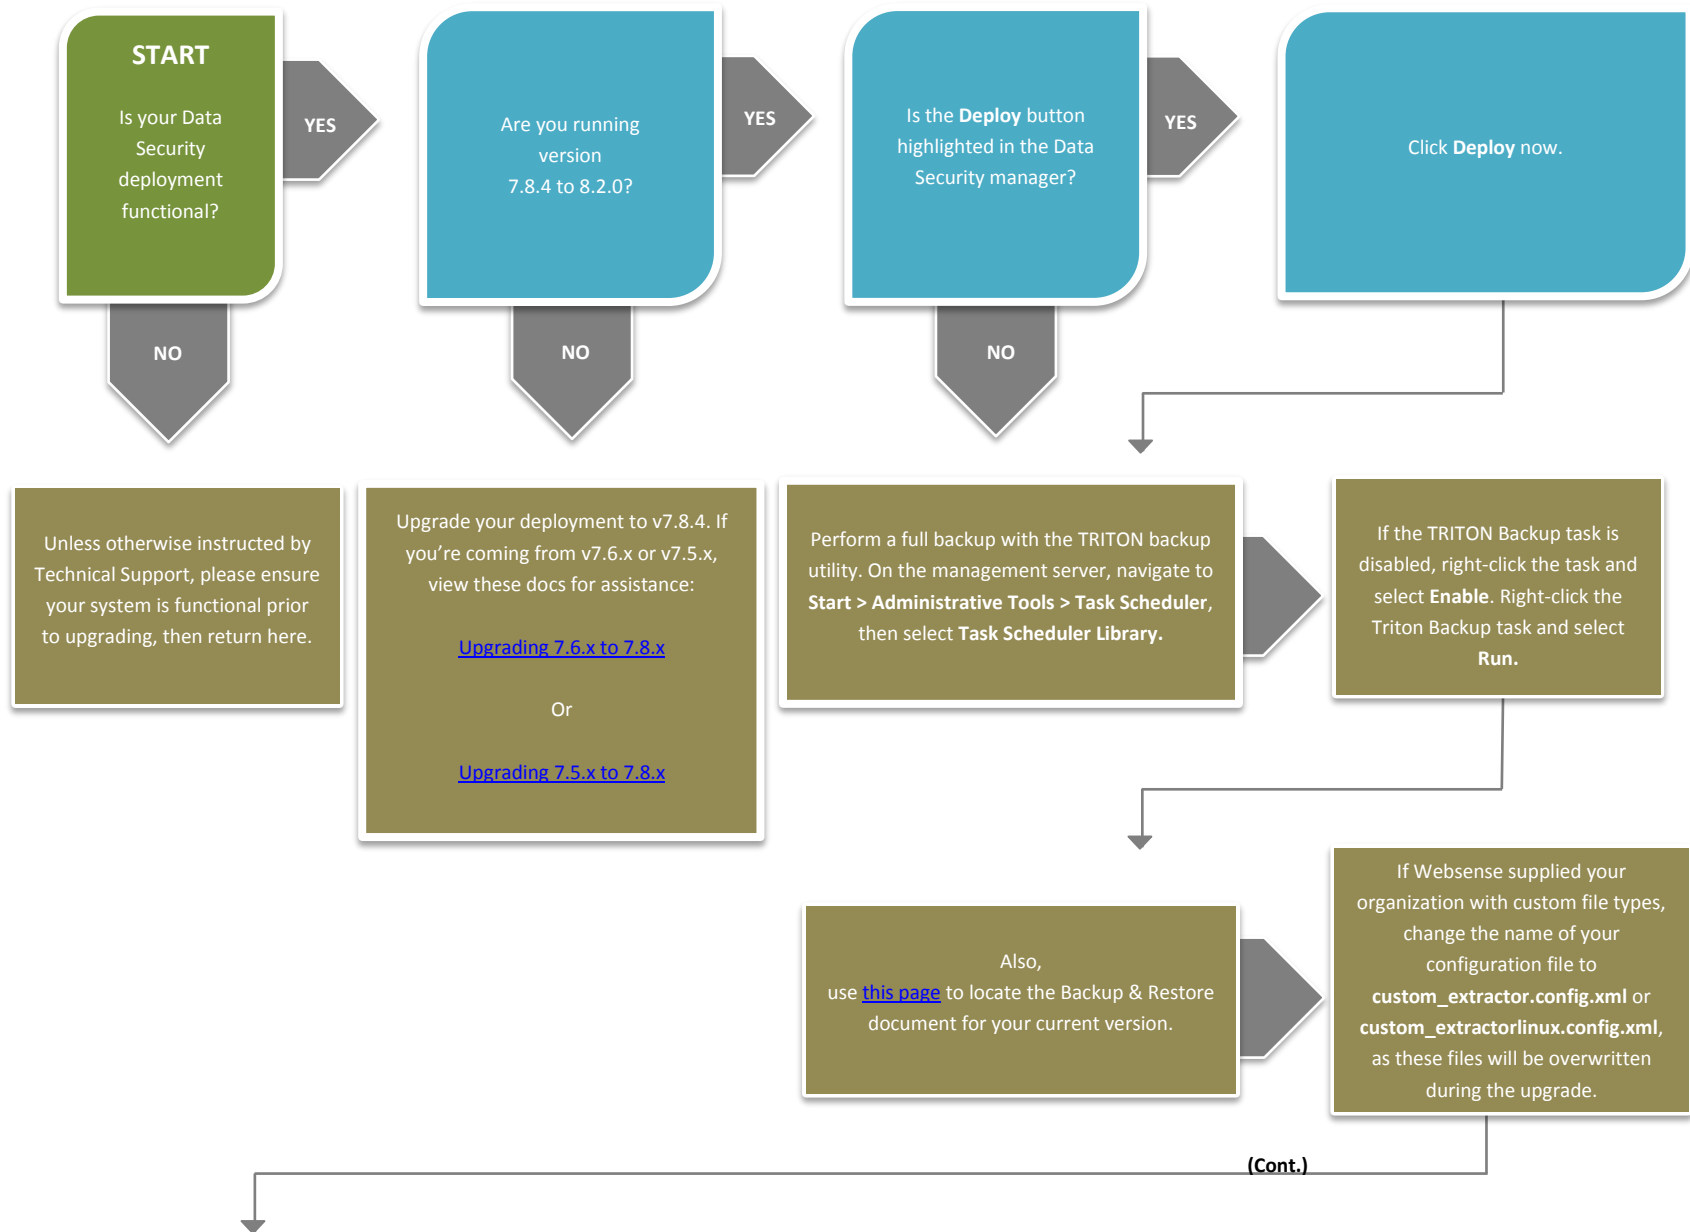 START
Is your Data
Security
deployment
functional?
YES
NO
Are you running
version
7.8.4 to 8.2.0?
YES
NO
Is the Deploy button
highlighted in the Data
Security manager?
YES
NO
Click Deploy now.
Unless otherwise instructed by
Technical Support, please ensure
your system is functional prior
to upgrading, then return here.
Upgrade your deployment to v7.8.4. If
you’re coming from v7.6.x or v7.5.x,
view these docs for assistance:
Upgrading 7.6.x to 7.8.x
Or
Upgrading 7.5.x to 7.8.x
Perform a full backup with the TRITON backup
utility. On the management server, navigate to
Start > Administrative Tools > Task Scheduler,
then select Task Scheduler Library.
If the TRITON Backup task is
disabled, right-click the task and
select Enable. Right-click the
Triton Backup task and select
Run.
Also,
use this page to locate the Backup & Restore
document for your current version.
If Websense supplied your
organization with custom file types,
change the name of your
configuration file to
custom_extractor.config.xml or
custom_extractorlinux.config.xml,
as these files will be overwritten
during the upgrade.
(Cont.)